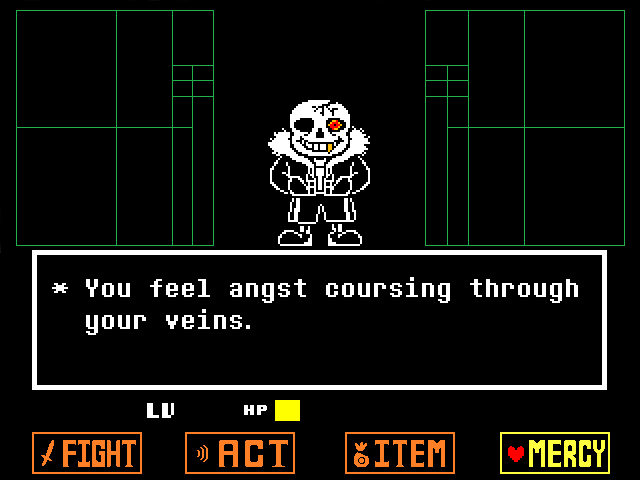 * You feel angst coursing through
your veins.
LV HP
FIGHT ACT ITEM MERCY